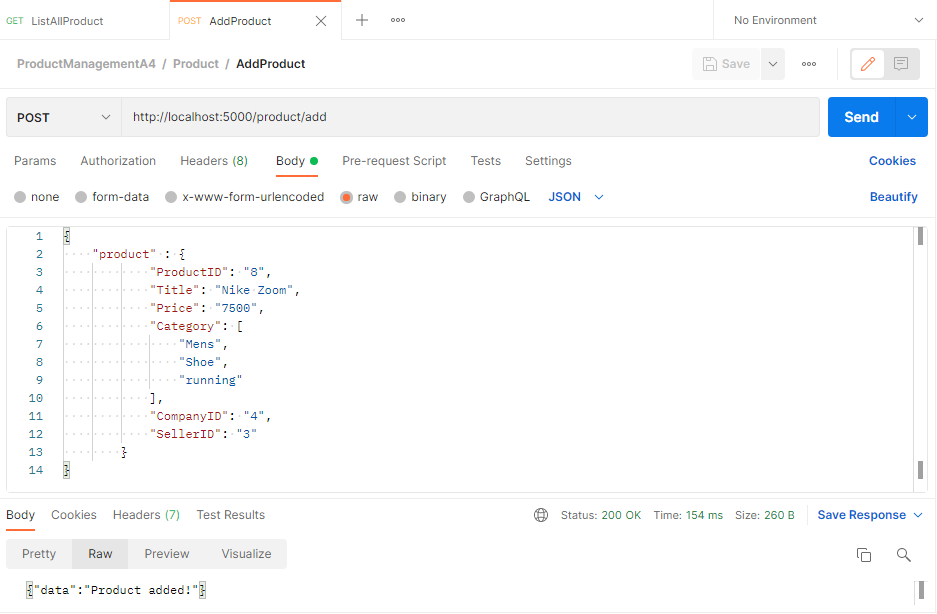 GET ListAllProduct POST AddProduct No Environment
ProductManagementA4 / Product / AddProduct Save
POST http://localhost:5000/product/add Send
Params Authorization Headers (8) Body Pre-request Script Tests Settings Cookies
none form-data x-www-form-urlencoded raw binary GraphQL JSON Beautify
1 {
2 "product" : {
3 "ProductID": "8",
4 "Title": "Nike Zoom",
5 "Price": "7500",
6 "Category": [
7 "Mens",
8 "Shoe",
9 "running"
10 ],
11 "CompanyID": "4",
12 "SellerID": "3"
13 }
14 }
Body Cookies Headers (7) Test Results Status: 200 OK Time: 154 ms Size: 260 B Save Response
Pretty Raw Preview Visualize
{"data":"Product added!"}